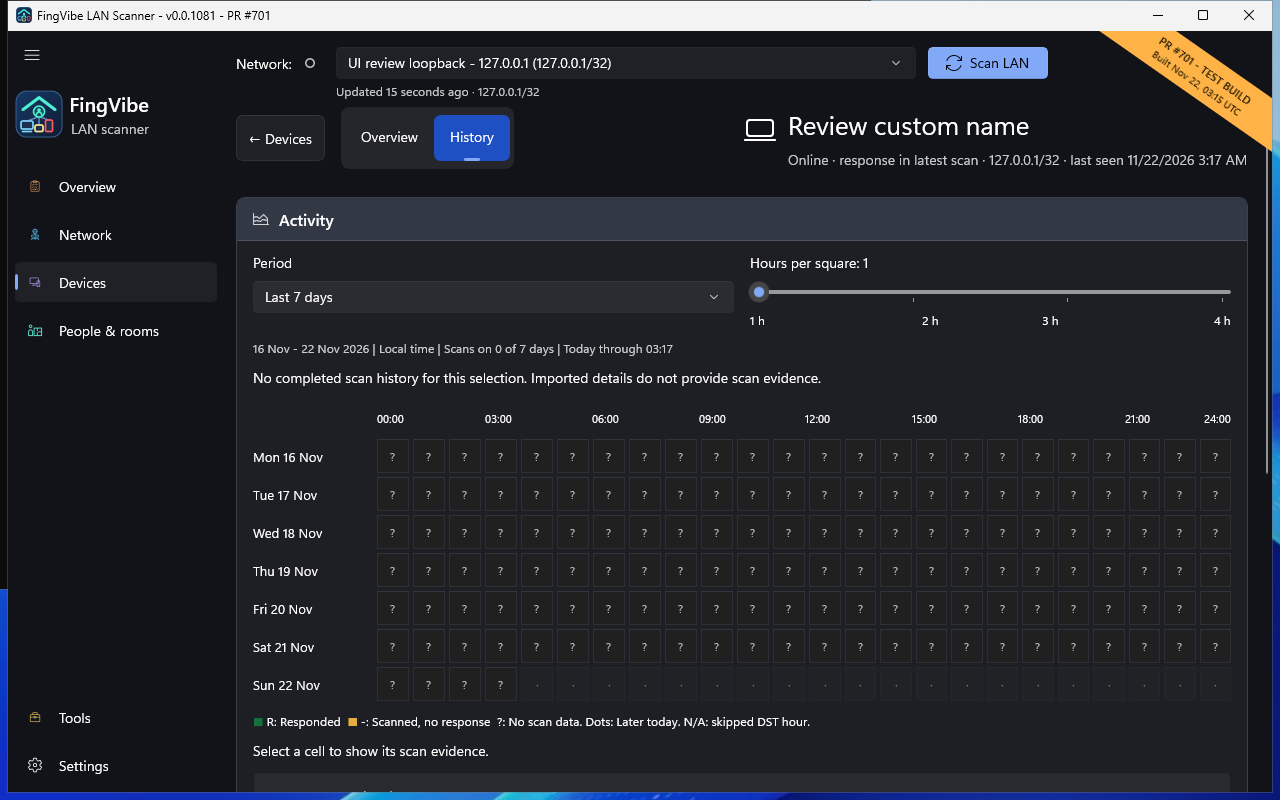 FingVibe LAN Scanner - v0.0.1081 - PR #701
Network:
UI review loopback - 127.0.0.1 (127.0.0.1/32)
Scan LAN
Updated 15 seconds ago · 127.0.0.1/32
PR #701 - TEST BUILD
Built Nov 22, 03:15 UTC
FingVibe
LAN scanner
← Devices
Overview
History
Review custom name
Online · response in latest scan · 127.0.0.1/32 · last seen 11/22/2026 3:17 AM
Overview
Network
Devices
People & rooms
Tools
Settings
Activity
Period
Last 7 days
Hours per square: 1
1 h 2 h 3 h 4 h
16 Nov - 22 Nov 2026 | Local time | Scans on 0 of 7 days | Today through 03:17
No completed scan history for this selection. Imported details do not provide scan evidence.
00:00 03:00 06:00 09:00 12:00 15:00 18:00 21:00 24:00
Mon 16 Nov ? ? ? ? ? ? ? ? ? ? ? ? ? ? ? ? ? ? ? ? ? ? ? ?
Tue 17 Nov ? ? ? ? ? ? ? ? ? ? ? ? ? ? ? ? ? ? ? ? ? ? ? ?
Wed 18 Nov ? ? ? ? ? ? ? ? ? ? ? ? ? ? ? ? ? ? ? ? ? ? ? ?
Thu 19 Nov ? ? ? ? ? ? ? ? ? ? ? ? ? ? ? ? ? ? ? ? ? ? ? ?
Fri 20 Nov ? ? ? ? ? ? ? ? ? ? ? ? ? ? ? ? ? ? ? ? ? ? ? ?
Sat 21 Nov ? ? ? ? ? ? ? ? ? ? ? ? ? ? ? ? ? ? ? ? ? ? ? ?
Sun 22 Nov ? ? ? ? · · · · · · · · · · · · · · · · · · · ·
R: Responded -: Scanned, no response ?: No scan data. Dots: Later today. N/A: skipped DST hour.
Select a cell to show its scan evidence.